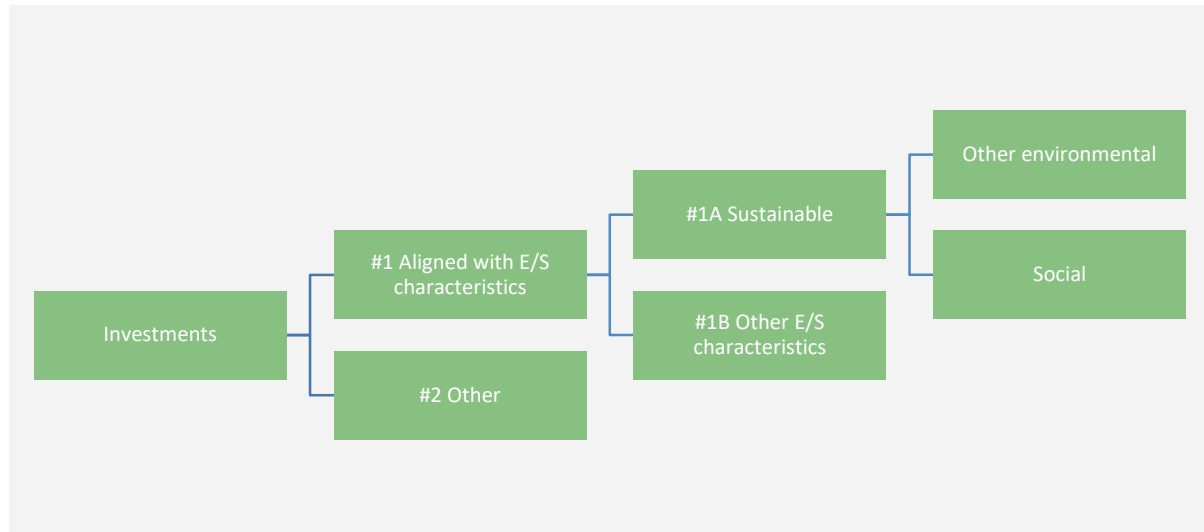 Investments
#1 Aligned with E/S
characteristics
#2 Other
#1A Sustainable
#1B Other E/S
characteristics
Other environmental
Social